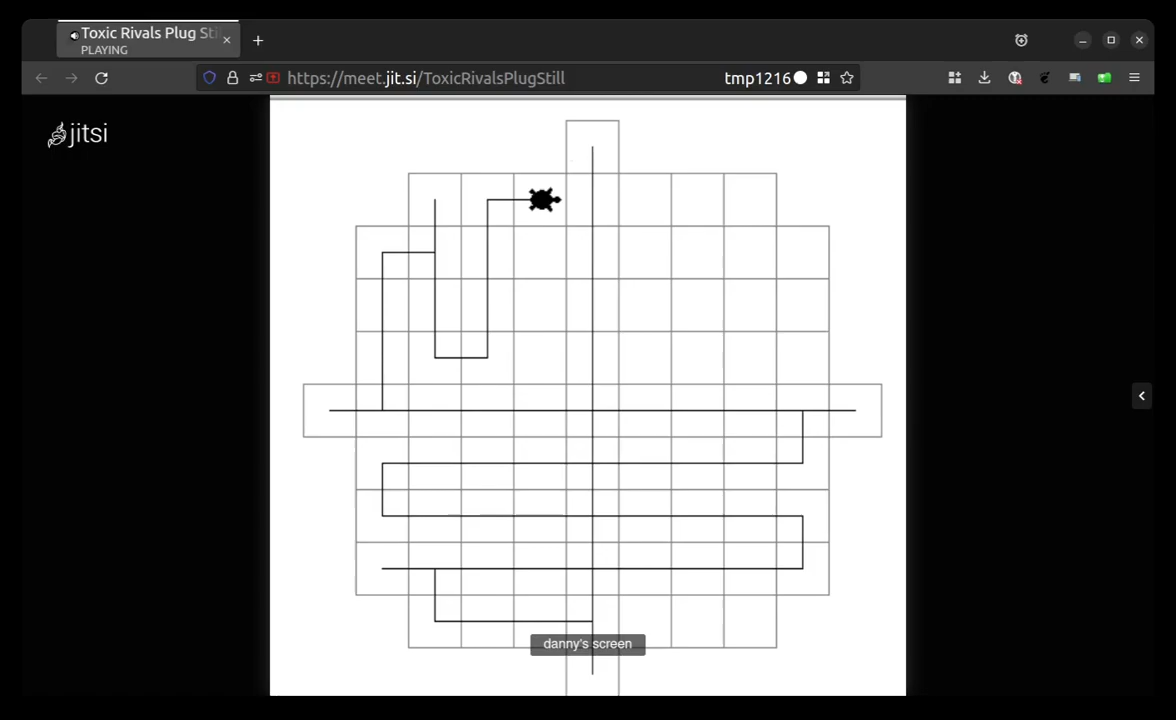 Toxic Rivals Plug Sti
PLAYING
https://meet.jit.si/ToxicRivalsPlugStill
tmp1216
jitsi
danny's screen